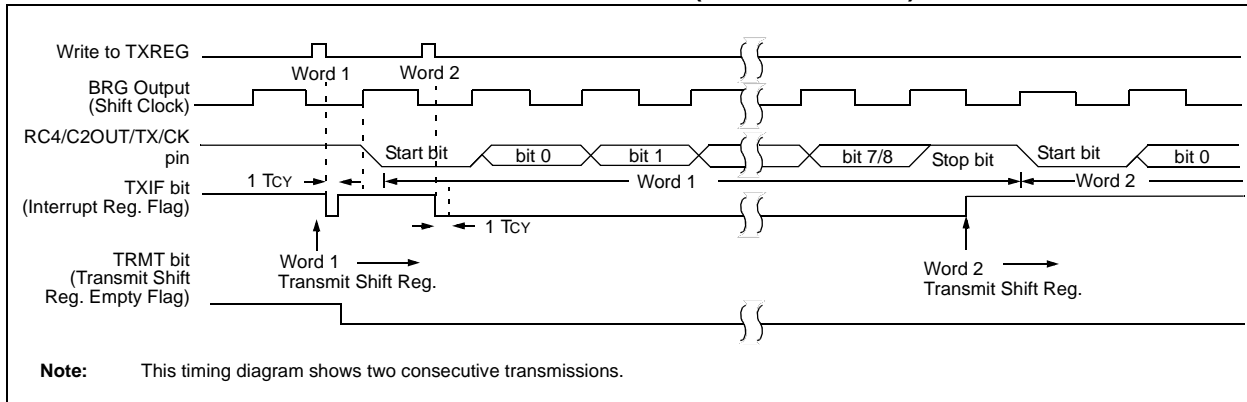 Write to TXREG
Word 1
Word 2
BRG Output
(Shift Clock)
RC4/C2OUT/TX/CK
pin
Start bit
bit 0
bit 1
bit 7/8
Stop bit
Start bit
bit 0
1 TCY
Word 1
Word 2
TXIF bit
(Interrupt Reg. Flag)
1 TCY
TRMT bit
(Transmit Shift
Reg. Empty Flag)
Word 1
Transmit Shift Reg.
Word 2
Transmit Shift Reg.
Note: This timing diagram shows two consecutive transmissions.